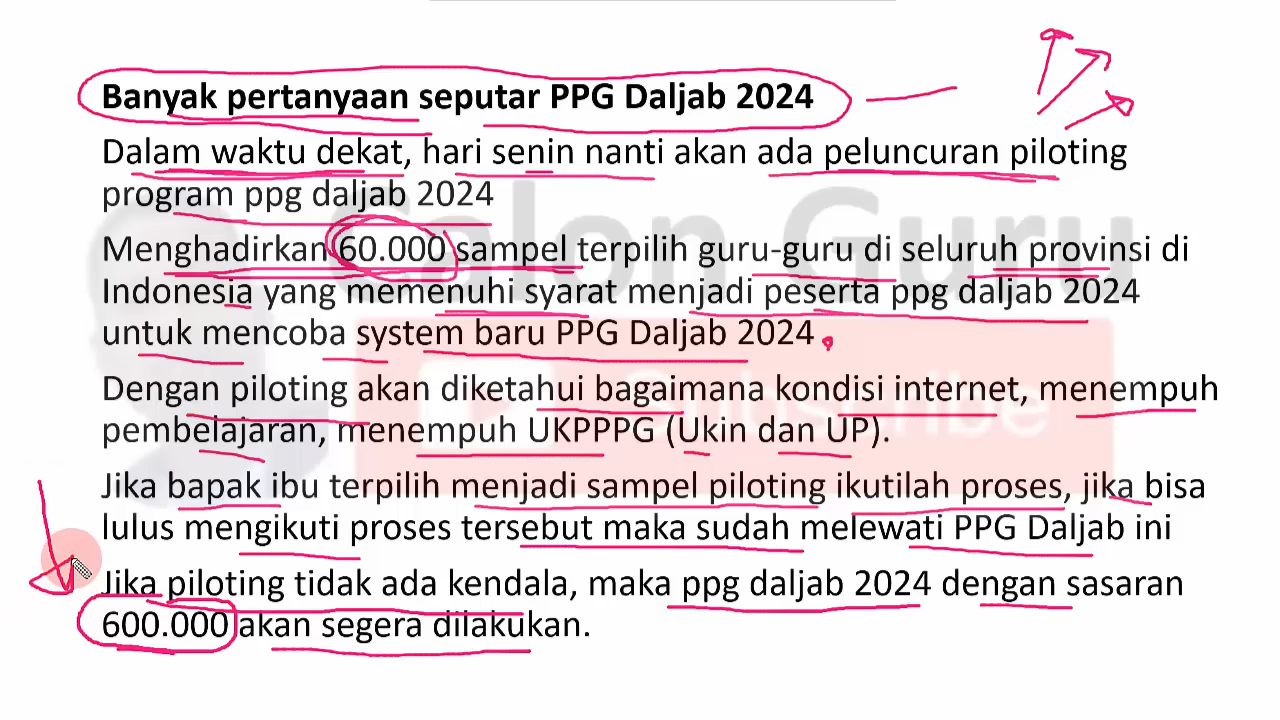 Banyak pertanyaan seputar PPG Daljab 2024
Dalam waktu dekat, hari senin nanti akan ada peluncuran piloting
program ppg daljab 2024
Menghadirkan 60.000 sampel terpilih guru-guru di seluruh provinsi di
Indonesia yang memenuhi syarat menjadi peserta ppg daljab 2024
untuk mencoba system baru PPG Daljab 2024
Dengan piloting akan diketahui bagaimana kondisi internet, menempuh
pembelajaran, menempuh UKPPPG (Ukin dan UP).
Jika bapak ibu terpilih menjadi sampel piloting ikutilah proses, jika bisa
lulus mengikuti proses tersebut maka sudah melewati PPG Daljab ini
Jika piloting tidak ada kendala, maka ppg daljab 2024 dengan sasaran
600.000 akan segera dilakukan.
Calon Guru